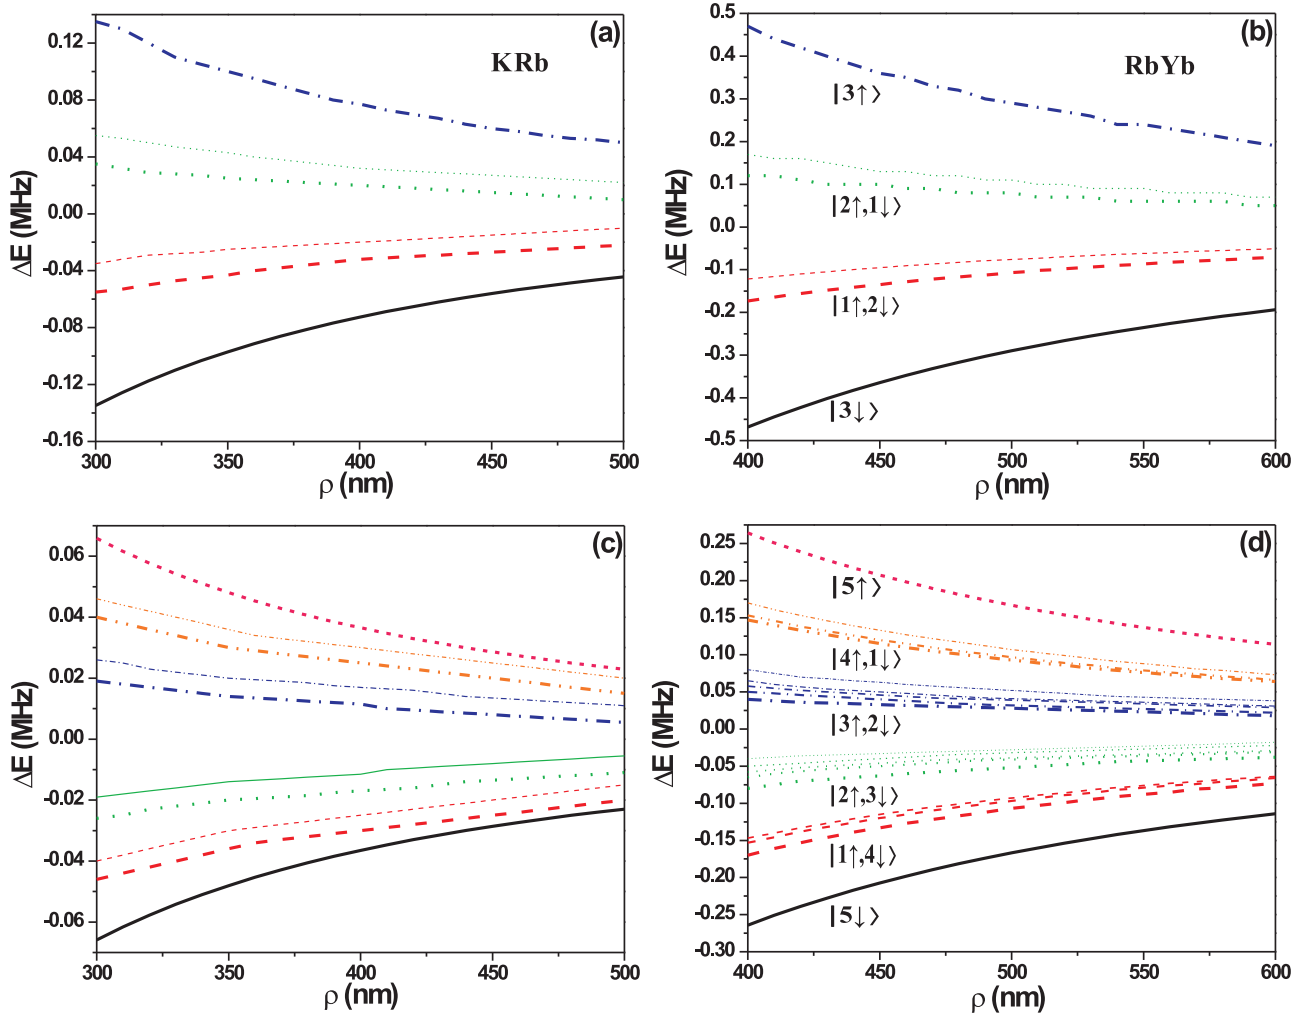 (a)
KRb
0.12
0.08
0.04
0.00
-0.04
-0.08
-0.12
-0.16
ΔE (MHz)
300 350 400 450 500
ρ (nm)
(b)
RbYb
0.5
0.4
0.3
0.2
0.1
0.0
-0.1
-0.2
-0.3
-0.4
-0.5
ΔE (MHz)
|3↑⟩
|2↑,1↓⟩
|1↑,2↓⟩
|3↓⟩
400 450 500 550 600
ρ (nm)
(c)
0.06
0.04
0.02
0.00
-0.02
-0.04
-0.06
ΔE (MHz)
300 350 400 450 500
ρ (nm)
(d)
0.25
0.20
0.15
0.10
0.05
0.00
-0.05
-0.10
-0.15
-0.20
-0.25
-0.30
ΔE (MHz)
|5↑⟩
|4↑,1↓⟩
|3↑,2↓⟩
|2↑,3↓⟩
|1↑,4↓⟩
|5↓⟩
400 450 500 550 600
ρ (nm)